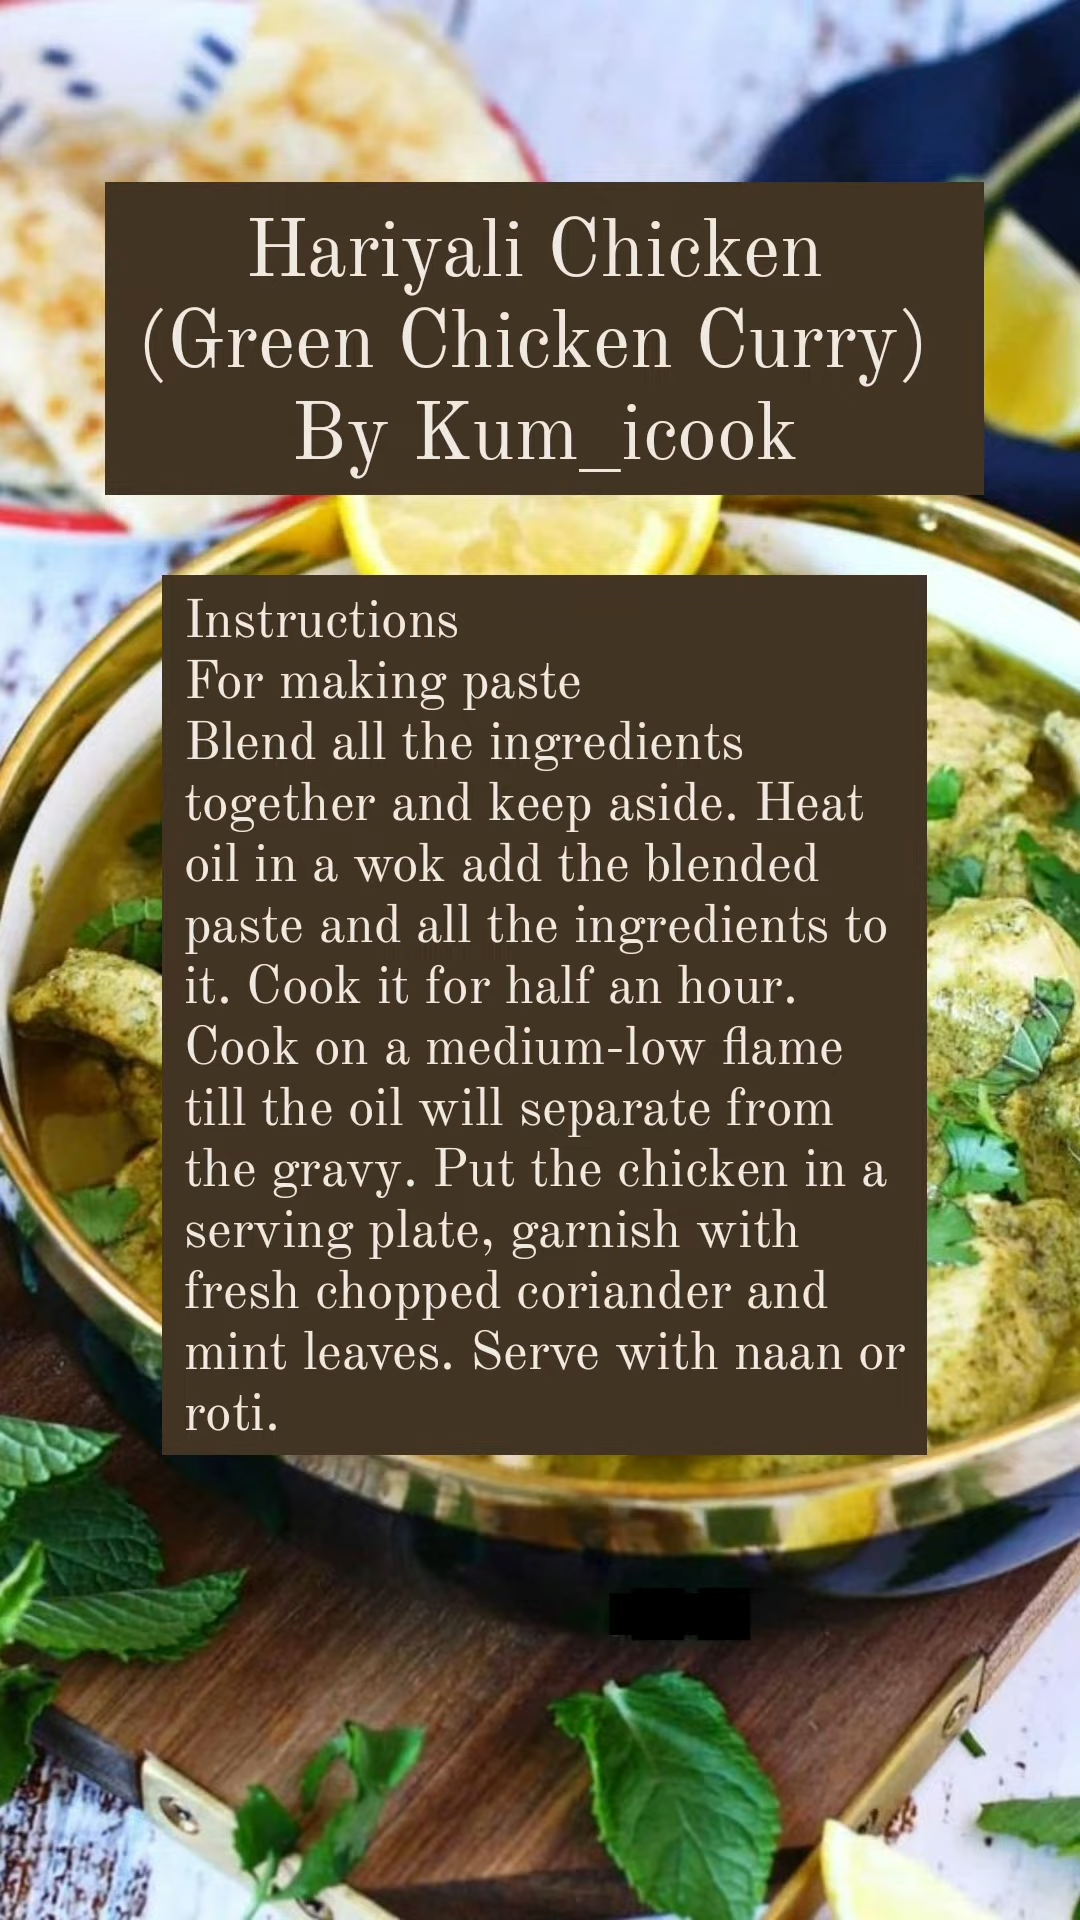 Hariyali Chicken
(Green Chicken Curry)
By Kum_icook
Instructions
For making paste
Blend all the ingredients
together and keep aside. Heat
oil in a wok add the blended
paste and all the ingredients to
it. Cook it for half an hour.
Cook on a medium-low flame
till the oil will separate from
the gravy. Put the chicken in a
serving plate, garnish with
fresh chopped coriander and
mint leaves. Serve with naan or
roti.